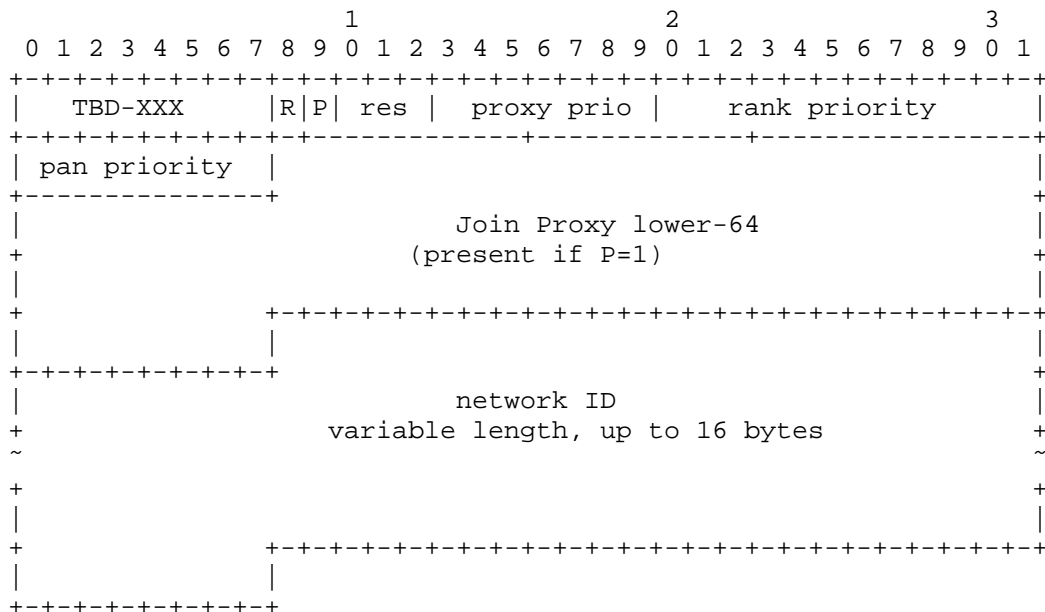 1                   2                   3
 0 1 2 3 4 5 6 7 8 9 0 1 2 3 4 5 6 7 8 9 0 1 2 3 4 5 6 7 8 9 0 1
+-+-+-+-+-+-+-+-+-+-+-+-+-+-+-+-+-+-+-+-+-+-+-+-+-+-+-+-+-+-+-+-+
|   TBD-XXX     |R|P| res |  proxy prio |    rank priority      |
+-+-+-+-+-+-+-+-+-+-------------+---------------+---------------+
| pan priority  |                                               |
+---------------+                                               +
|                           Join Proxy lower-64                 |
+                        (present if P=1)                       +
|                                                               |
+               +-+-+-+-+-+-+-+-+-+-+-+-+-+-+-+-+-+-+-+-+-+-+-+-+
|               |                                               |
+-+-+-+-+-+-+-+-+                                               +
|                           network ID                          |
+                   variable length, up to 16 bytes             +
~                                                               ~
+                                                               +
|                                                               |
+               +-+-+-+-+-+-+-+-+-+-+-+-+-+-+-+-+-+-+-+-+-+-+-+-+
|               |
+-+-+-+-+-+-+-+-+